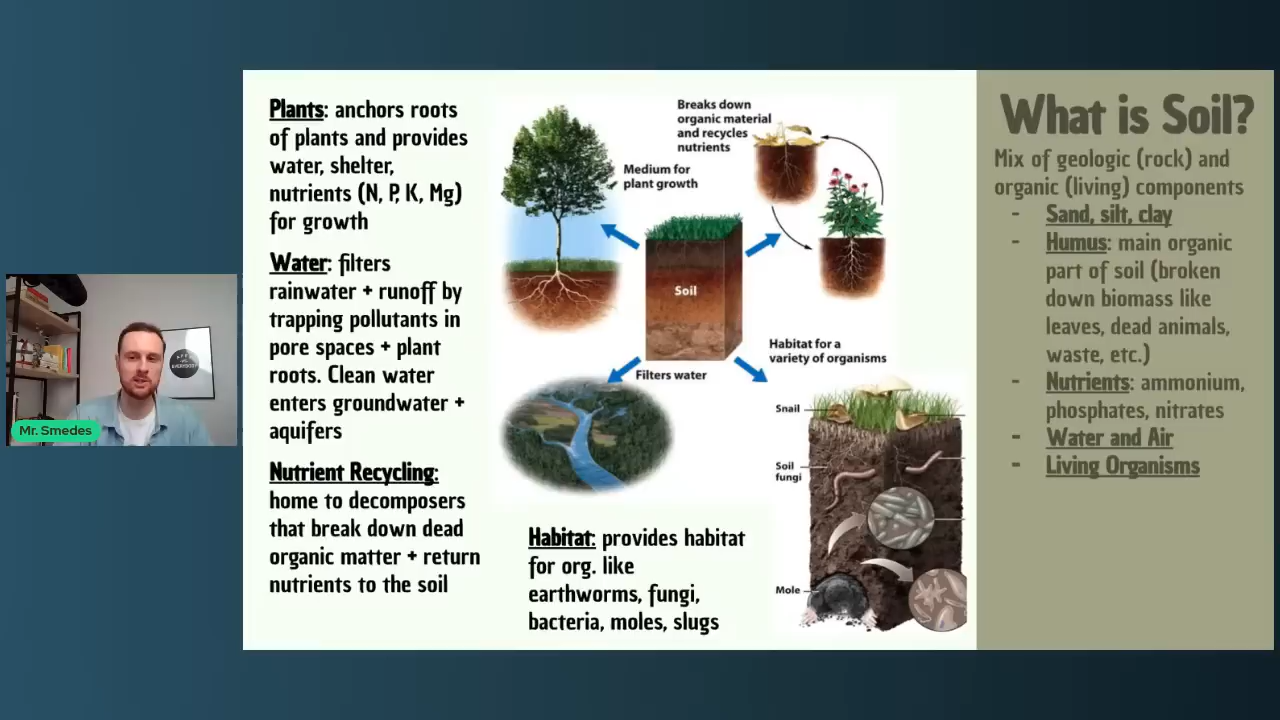 Plants: anchors roots
of plants and provides
water, shelter,
nutrients (N, P, K, Mg)
for growth
Water: filters
rainwater + runoff by
trapping pollutants in
pore spaces + plant
roots. Clean water
enters groundwater +
aquifers
Nutrient Recycling:
home to decomposers
that break down dead
organic matter + return
nutrients to the soil
Breaks down
organic material
and recycles
nutrients
Medium for
plant growth
Soil
Filters water
Habitat for a
variety of organisms
Snail
Soil
fungi
Mole
Habitat: provides habitat
for org. like
earthworms, fungi,
bacteria, moles, slugs
What is Soil?
Mix of geologic (rock) and
organic (living) components
- Sand, silt, clay
- Humus: main organic
part of soil (broken
down biomass like
leaves, dead animals,
waste, etc.)
- Nutrients: ammonium,
phosphates, nitrates
- Water and Air
- Living Organisms
Mr. Smedes